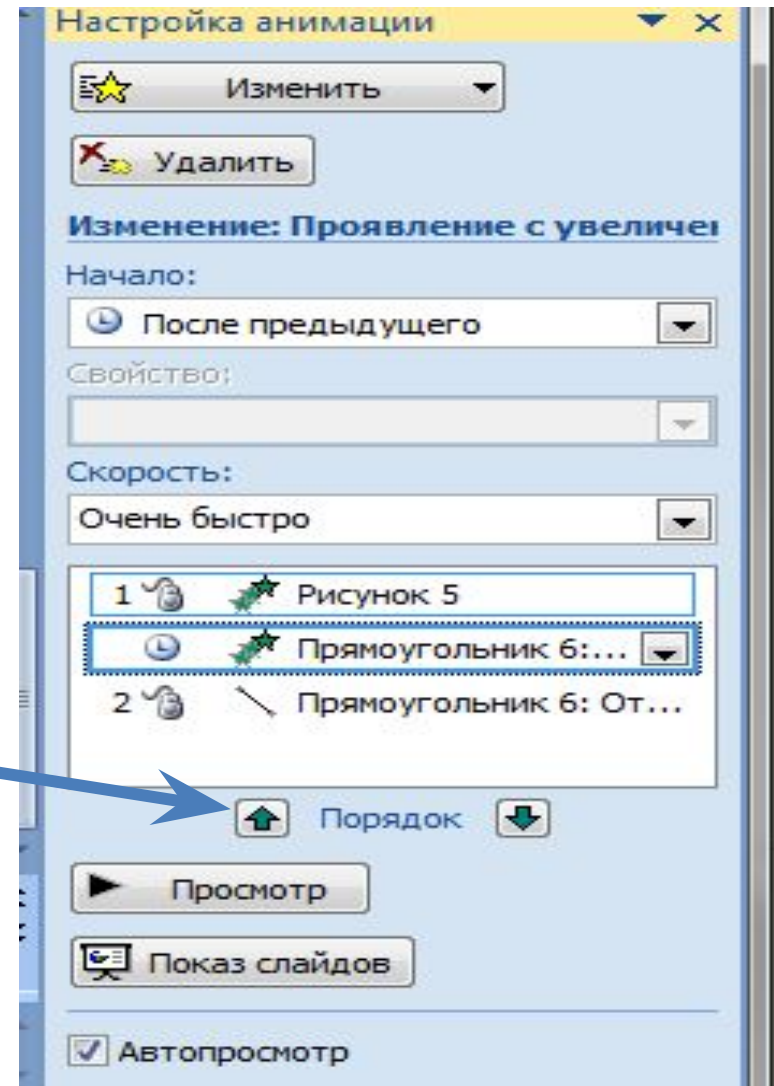 Настройка анимации
Изменить
Удалить
Изменение: Проявление с увеличе
Начало:
После предыдущего
Свойство:
Скорость:
Очень быстро
1 Рисунок 5
Прямоугольник 6:...
2 Прямоугольник 6: От...
Порядок
Просмотр
Показ слайдов
Автопросмотр